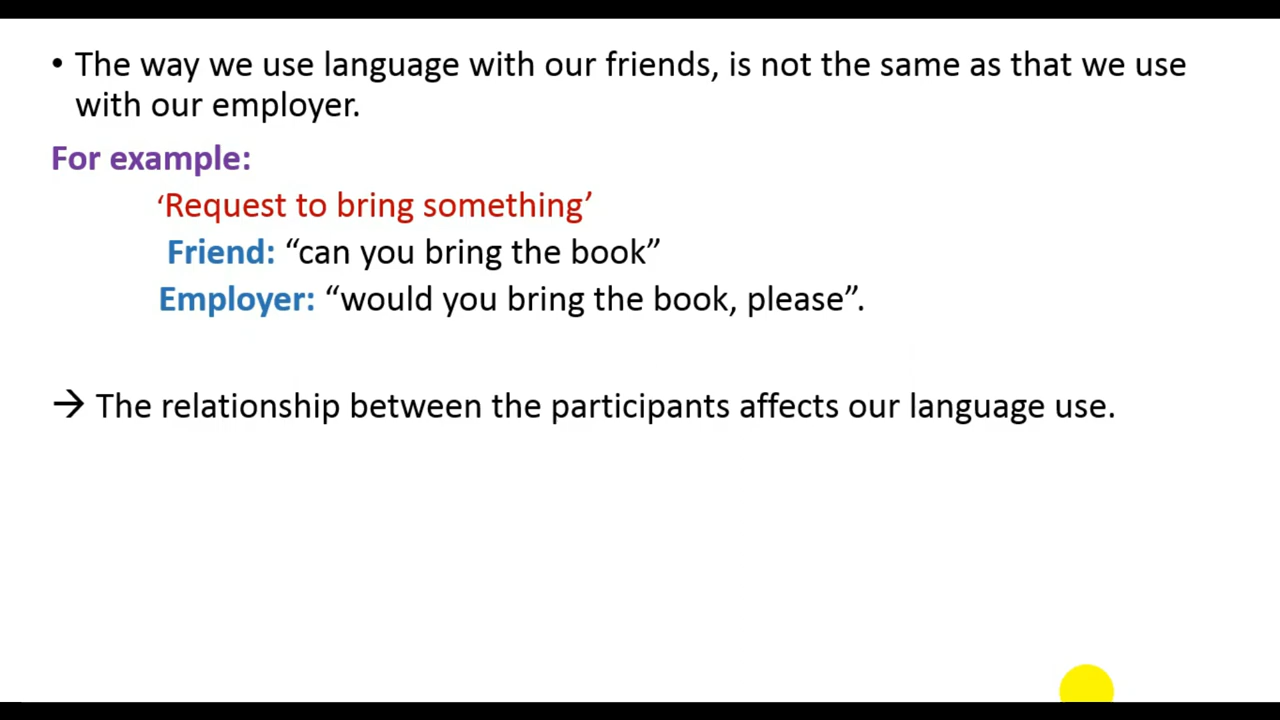 • The way we use language with our friends, is not the same as that we use
with our employer.
For example:
‘Request to bring something’
Friend: “can you bring the book”
Employer: “would you bring the book, please”.
→ The relationship between the participants affects our language use.